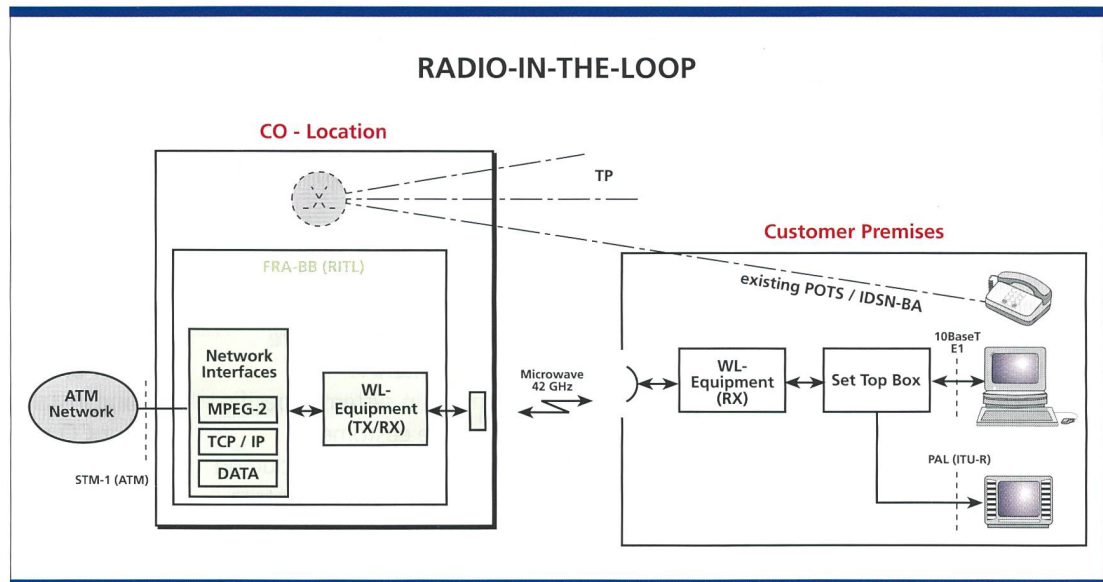 RADIO-IN-THE-LOOP
CO - Location
TP
Customer Premises
FRA-BB (RITL)
existing POTS / IDSN-BA
Network
Interfaces
MPEG-2
TCP / IP
DATA
WL-
Equipment
(TX/RX)
ATM
Network
STM-1 (ATM)
Microwave
42 GHz
WL-
Equipment
(RX)
Set Top Box
10BaseT
E1
PAL (ITU-R)